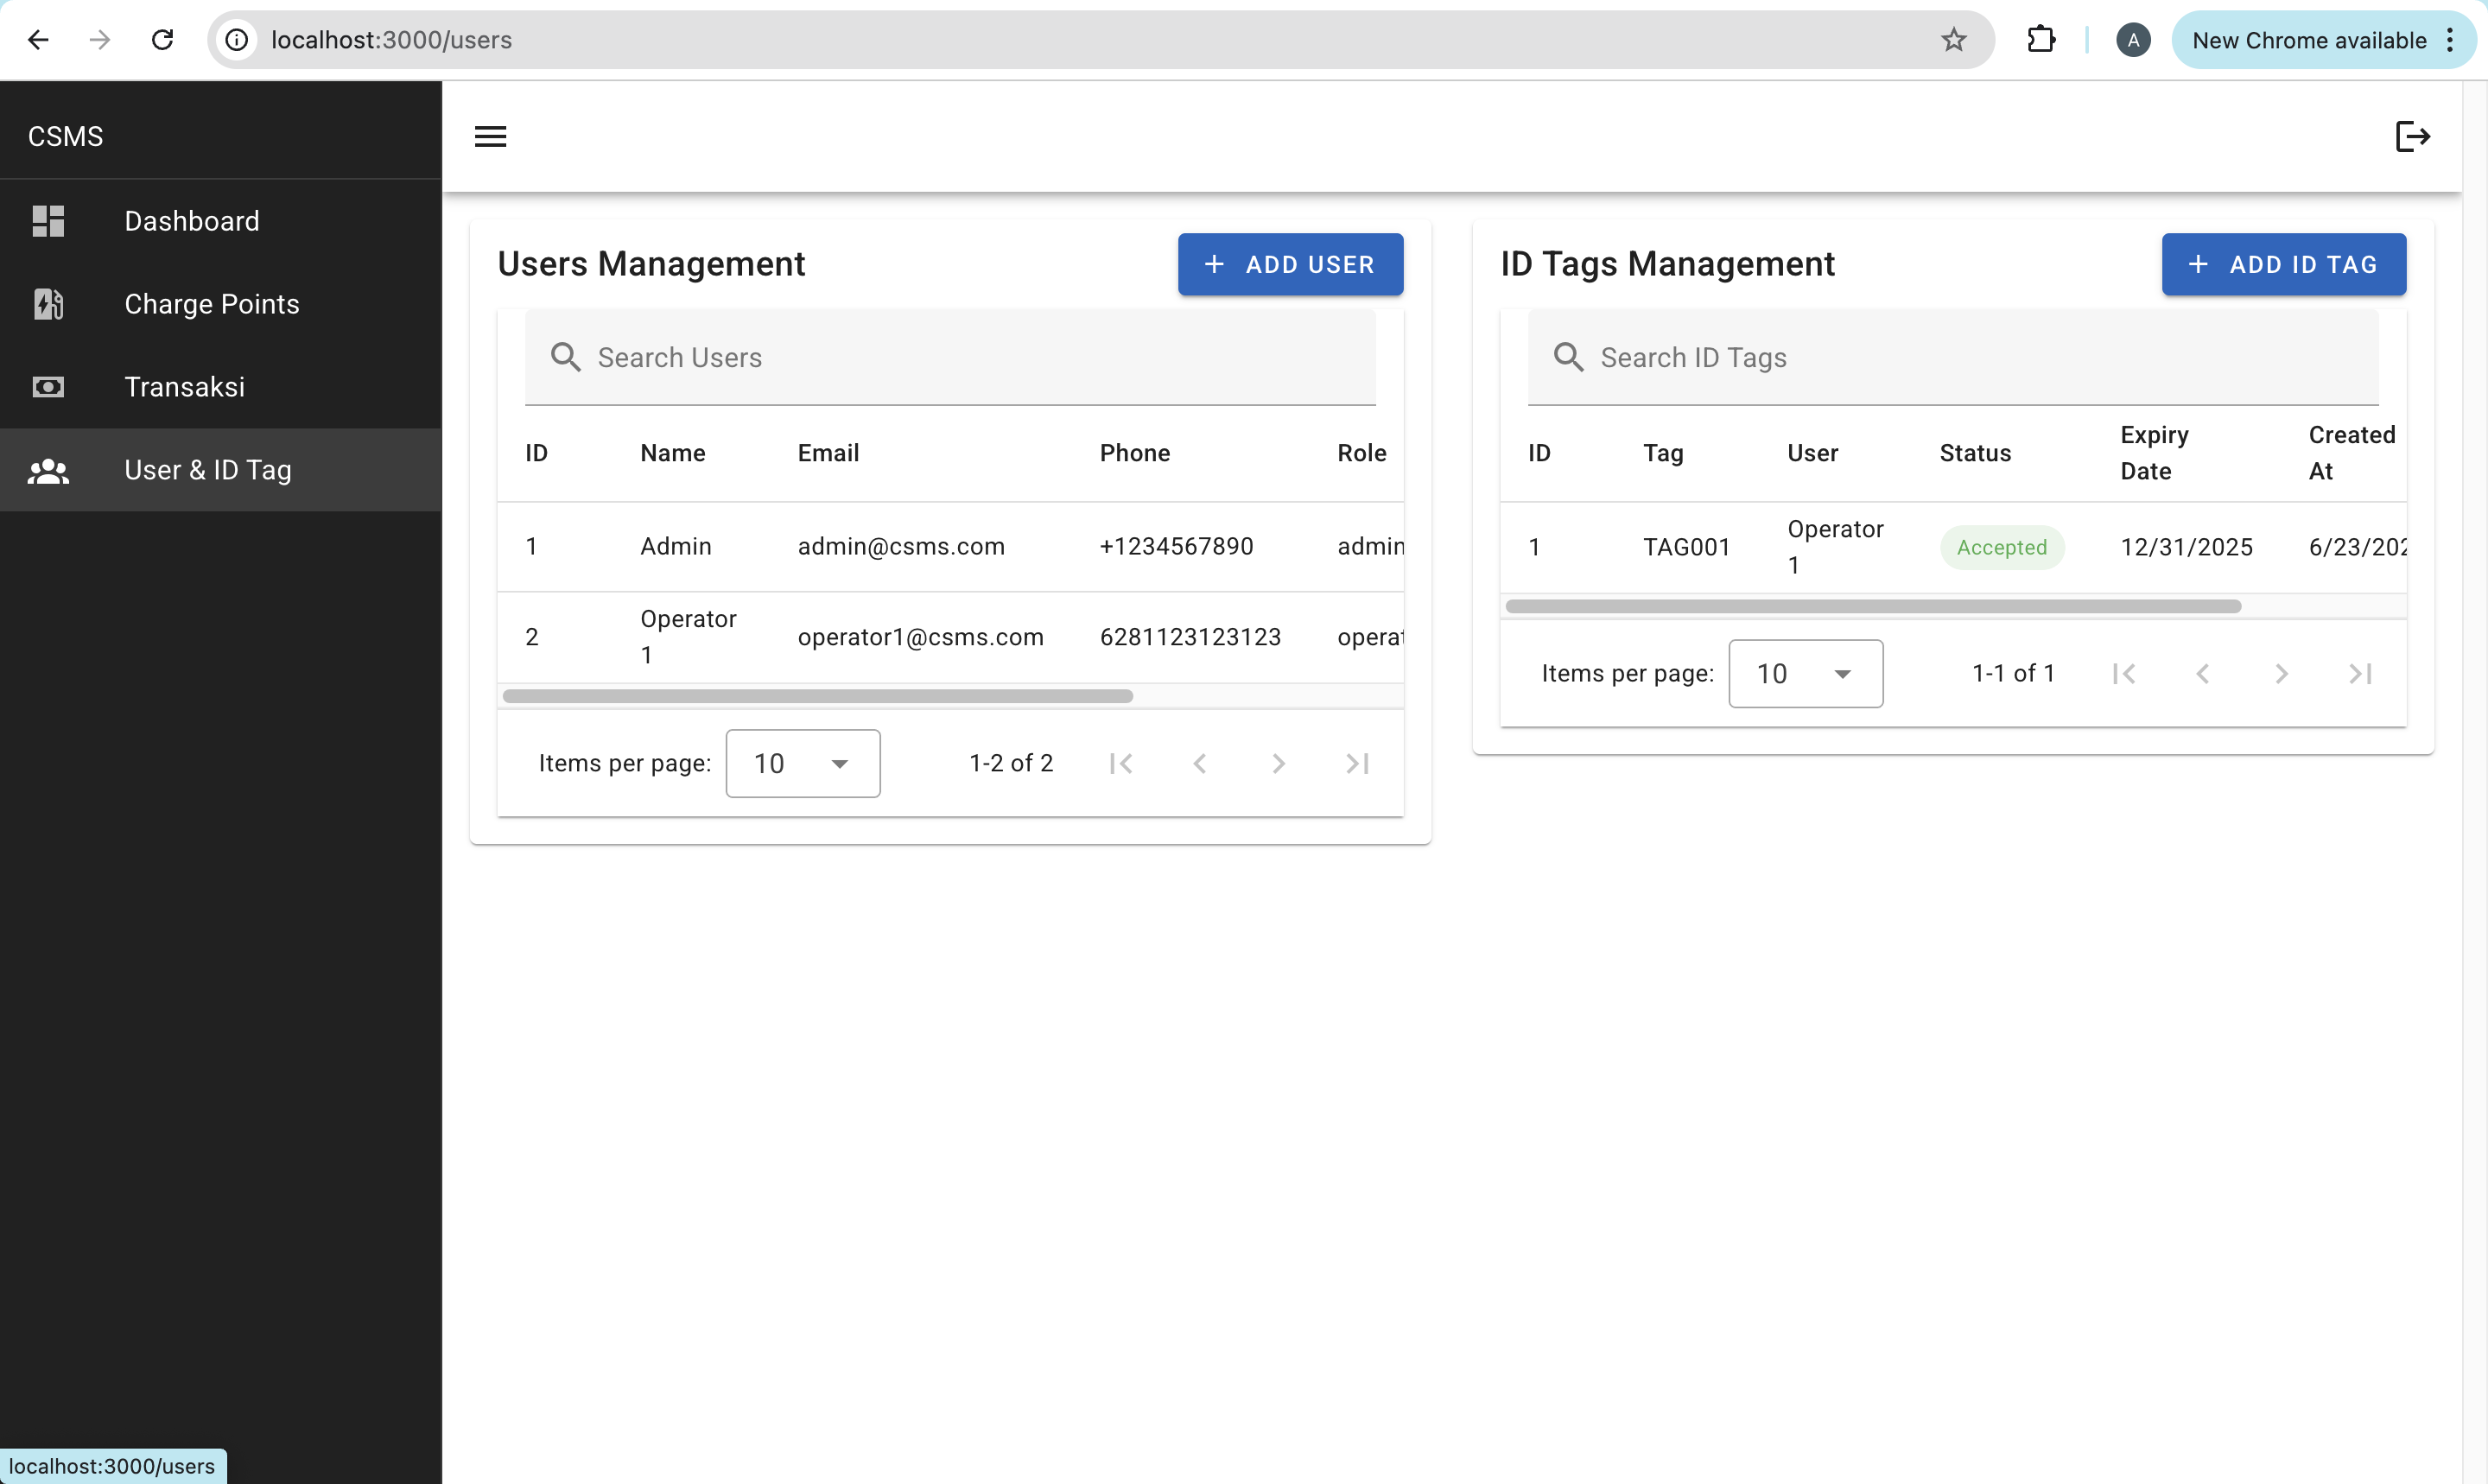 localhost:3000/users
A
New Chrome available
CSMS
Dashboard
Charge Points
Transaksi
User & ID Tag
Users Management
+ ADD USER
Search Users
ID Name Email Phone Role
1 Admin admin@csms.com +1234567890 admin
2 Operator 1 operator1@csms.com 6281123123123 operat
Items per page: 10 1-2 of 2
ID Tags Management
+ ADD ID TAG
Search ID Tags
ID Tag User Status Expiry Date Created At
1 TAG001 Operator 1 Accepted 12/31/2025 6/23/202
Items per page: 10 1-1 of 1
localhost:3000/users